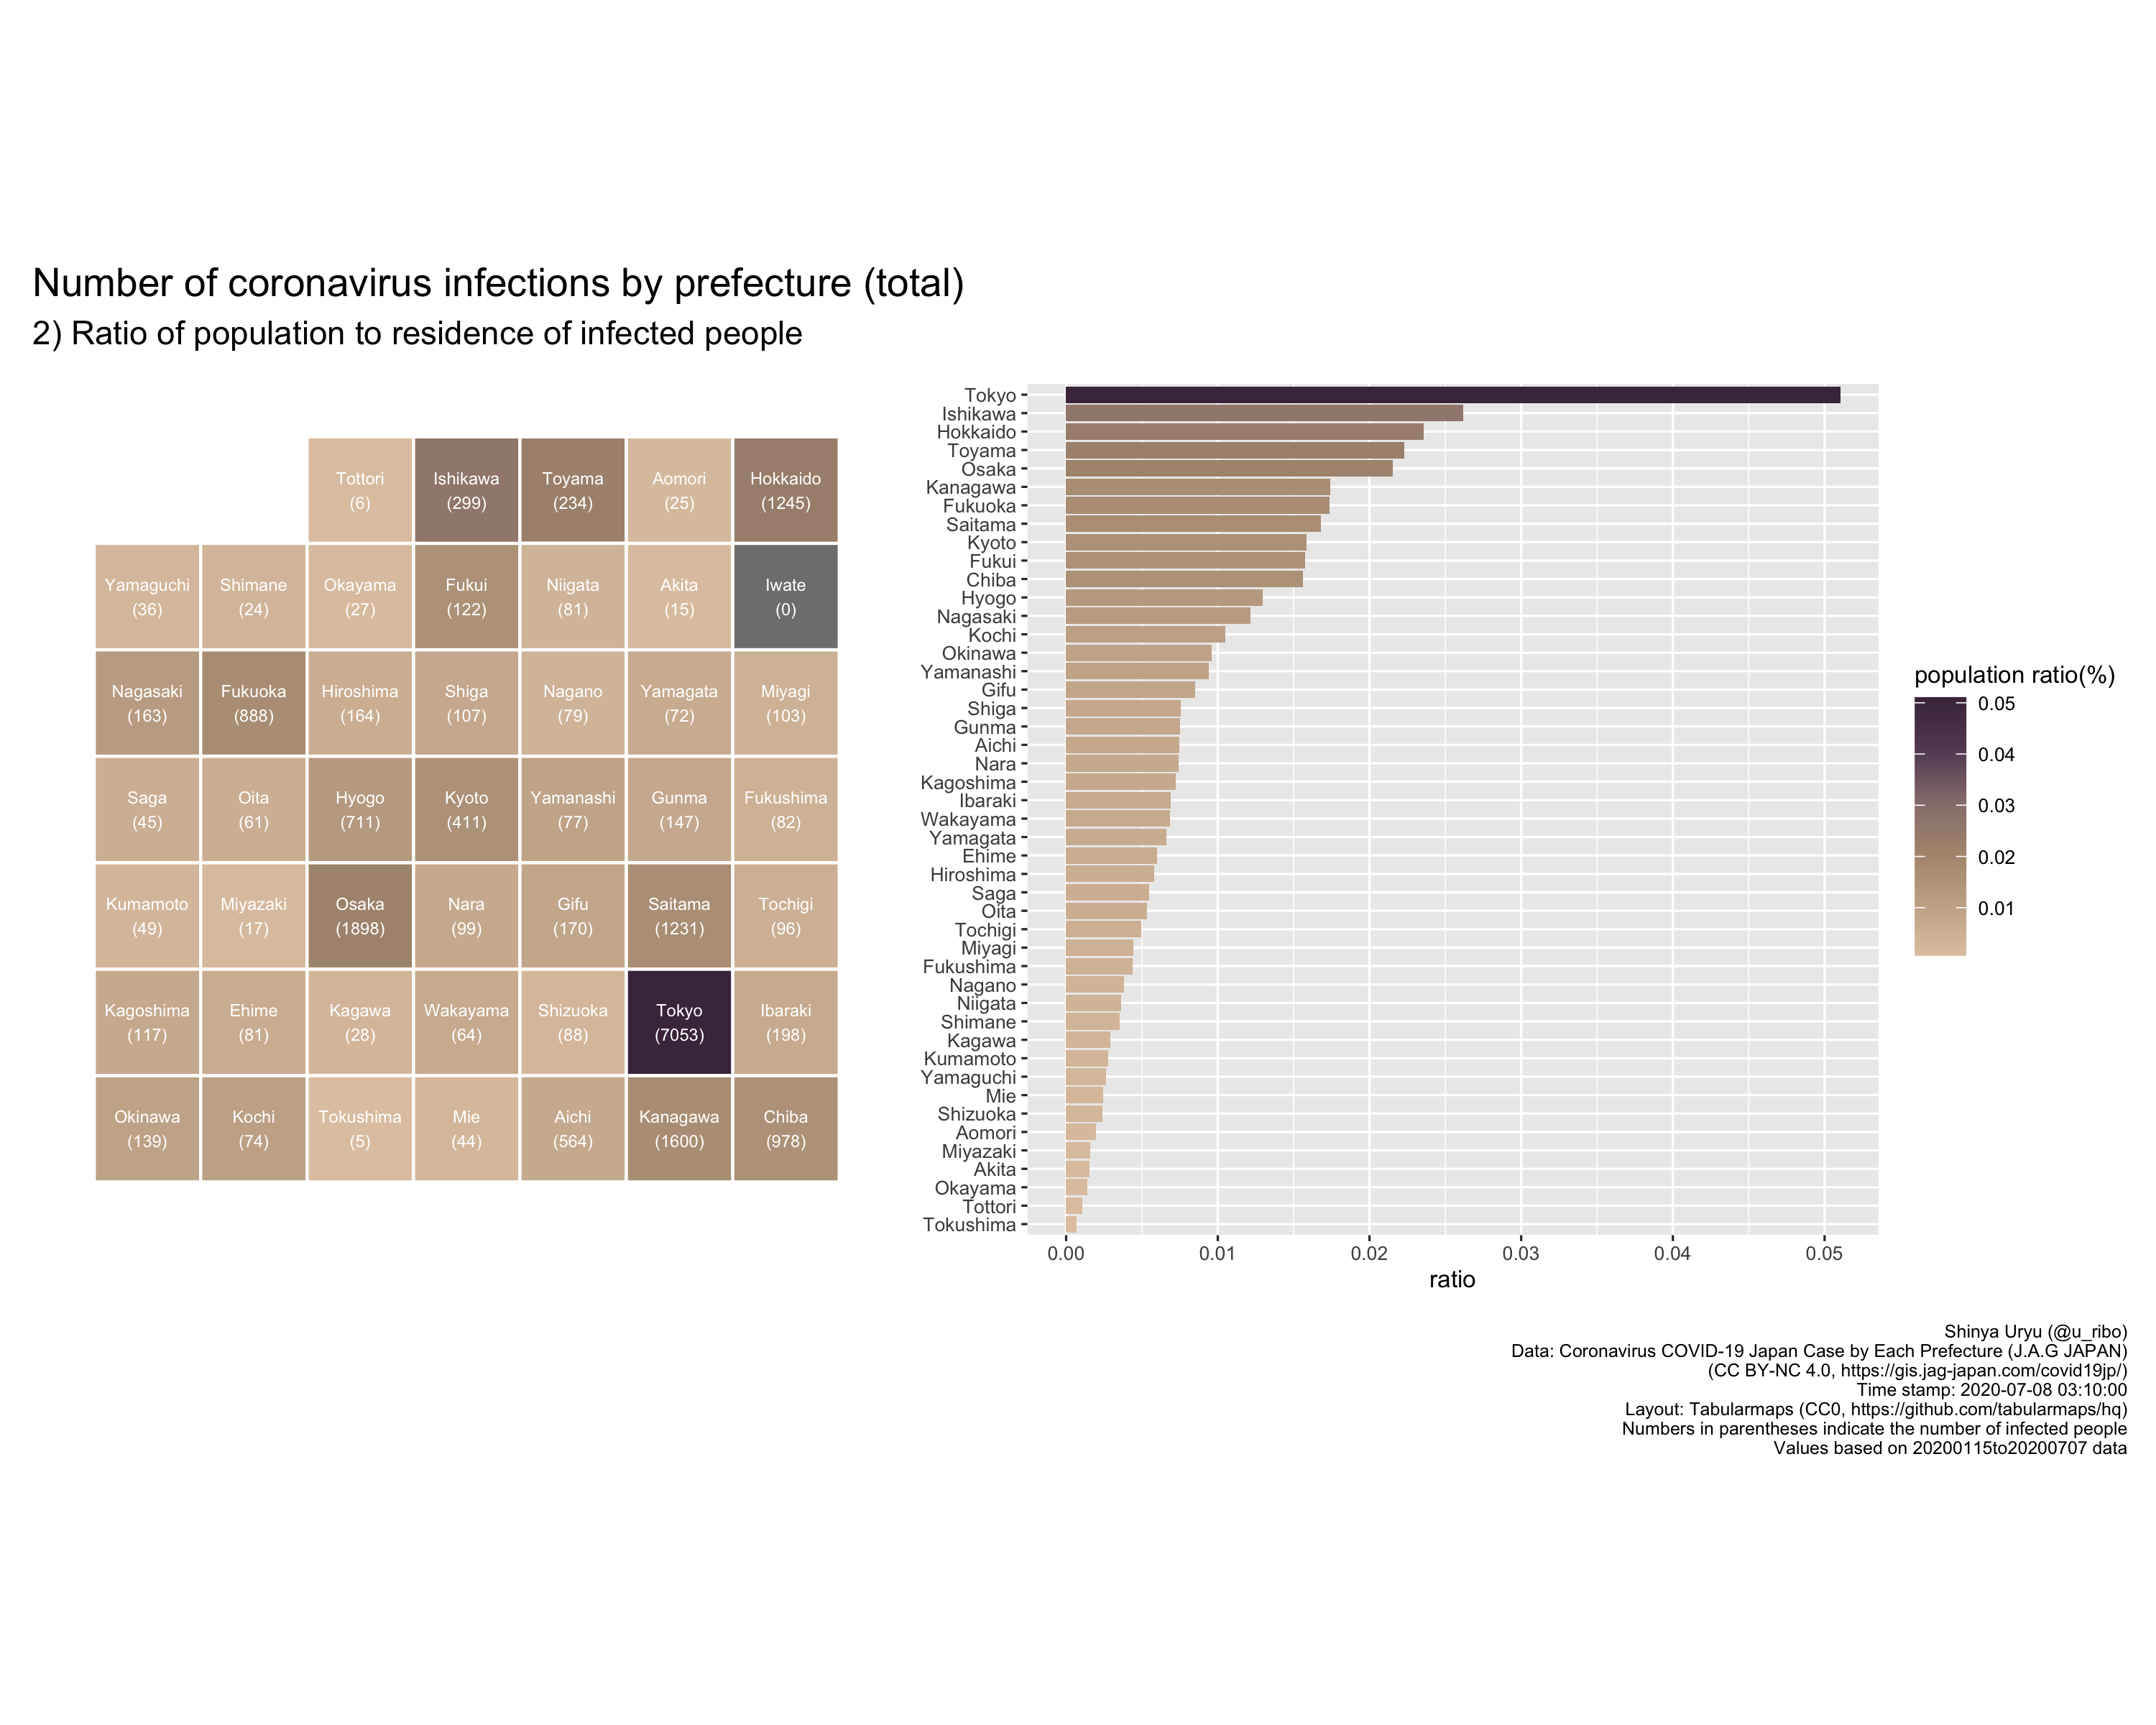 Number of coronavirus infections by prefecture (total)
2) Ratio of population to residence of infected people
Tottori
(6)
Ishikawa
(299)
Toyama
(234)
Aomori
(25)
Hokkaido
(1245)
Yamaguchi
(36)
Shimane
(24)
Okayama
(27)
Fukui
(122)
Niigata
(81)
Akita
(15)
Iwate
(0)
Nagasaki
(163)
Fukuoka
(888)
Hiroshima
(164)
Shiga
(107)
Nagano
(79)
Yamagata
(72)
Miyagi
(103)
Saga
(45)
Oita
(61)
Hyogo
(711)
Kyoto
(411)
Yamanashi
(77)
Gunma
(147)
Fukushima
(82)
Kumamoto
(49)
Miyazaki
(17)
Osaka
(1898)
Nara
(99)
Gifu
(170)
Saitama
(1231)
Tochigi
(96)
Kagoshima
(117)
Ehime
(81)
Kagawa
(28)
Wakayama
(64)
Shizuoka
(88)
Tokyo
(7053)
Ibaraki
(198)
Okinawa
(139)
Kochi
(74)
Tokushima
(5)
Mie
(44)
Aichi
(564)
Kanagawa
(1600)
Chiba
(978)
Tokyo
Ishikawa
Hokkaido
Toyama
Osaka
Kanagawa
Fukuoka
Saitama
Kyoto
Fukui
Chiba
Hyogo
Nagasaki
Kochi
Okinawa
Yamanashi
Gifu
Shiga
Gunma
Aichi
Nara
Kagoshima
Ibaraki
Wakayama
Yamagata
Ehime
Hiroshima
Saga
Oita
Tochigi
Miyagi
Fukushima
Nagano
Niigata
Shimane
Kagawa
Kumamoto
Yamaguchi
Mie
Shizuoka
Aomori
Miyazaki
Akita
Okayama
Tottori
Tokushima
0.00 0.01 0.02 0.03 0.04 0.05
ratio
population ratio(%)
0.05
0.04
0.03
0.02
0.01
Shinya Uryu (@u_ribo)
Data: Coronavirus COVID-19 Japan Case by Each Prefecture (J.A.G JAPAN)
(CC BY-NC 4.0, https://gis.jag-japan.com/covid19jp/)
Time stamp: 2020-07-08 03:10:00
Layout: Tabularmaps (CC0, https://github.com/tabularmaps/hq)
Numbers in parentheses indicate the number of infected people
Values based on 20200115to20200707 data